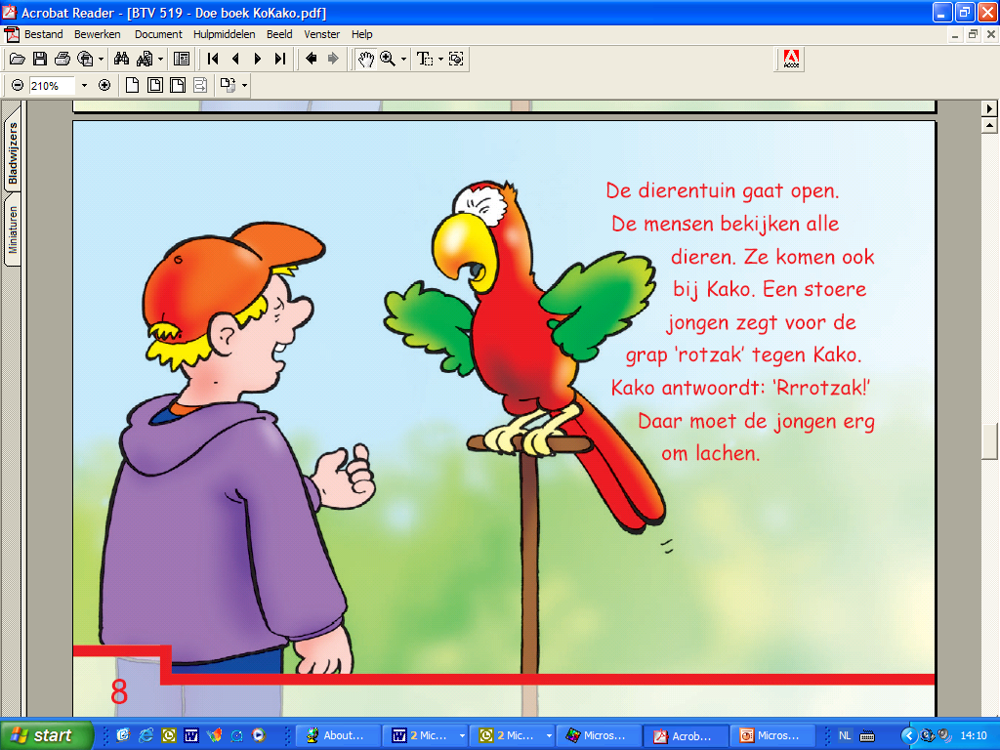 Acrobat Reader - [BTV 519 - Doe boek KoKako.pdf]
Bestand Bewerken Document Hulpmiddelen Beeld Venster Help
210%
Bladwijzers
Miniaturen
De dierentuin gaat open.
De mensen bekijken alle
dieren. Ze komen ook
bij Kako. Een stoere
jongen zegt voor de
grap ‘rotzak’ tegen Kako.
Kako antwoordt: ‘Rrrotzak!’
Daar moet de jongen erg
om lachen.
8
start About... 2 Mic... 2 Mic... Micros... Acrob... Micros... NL 14:10